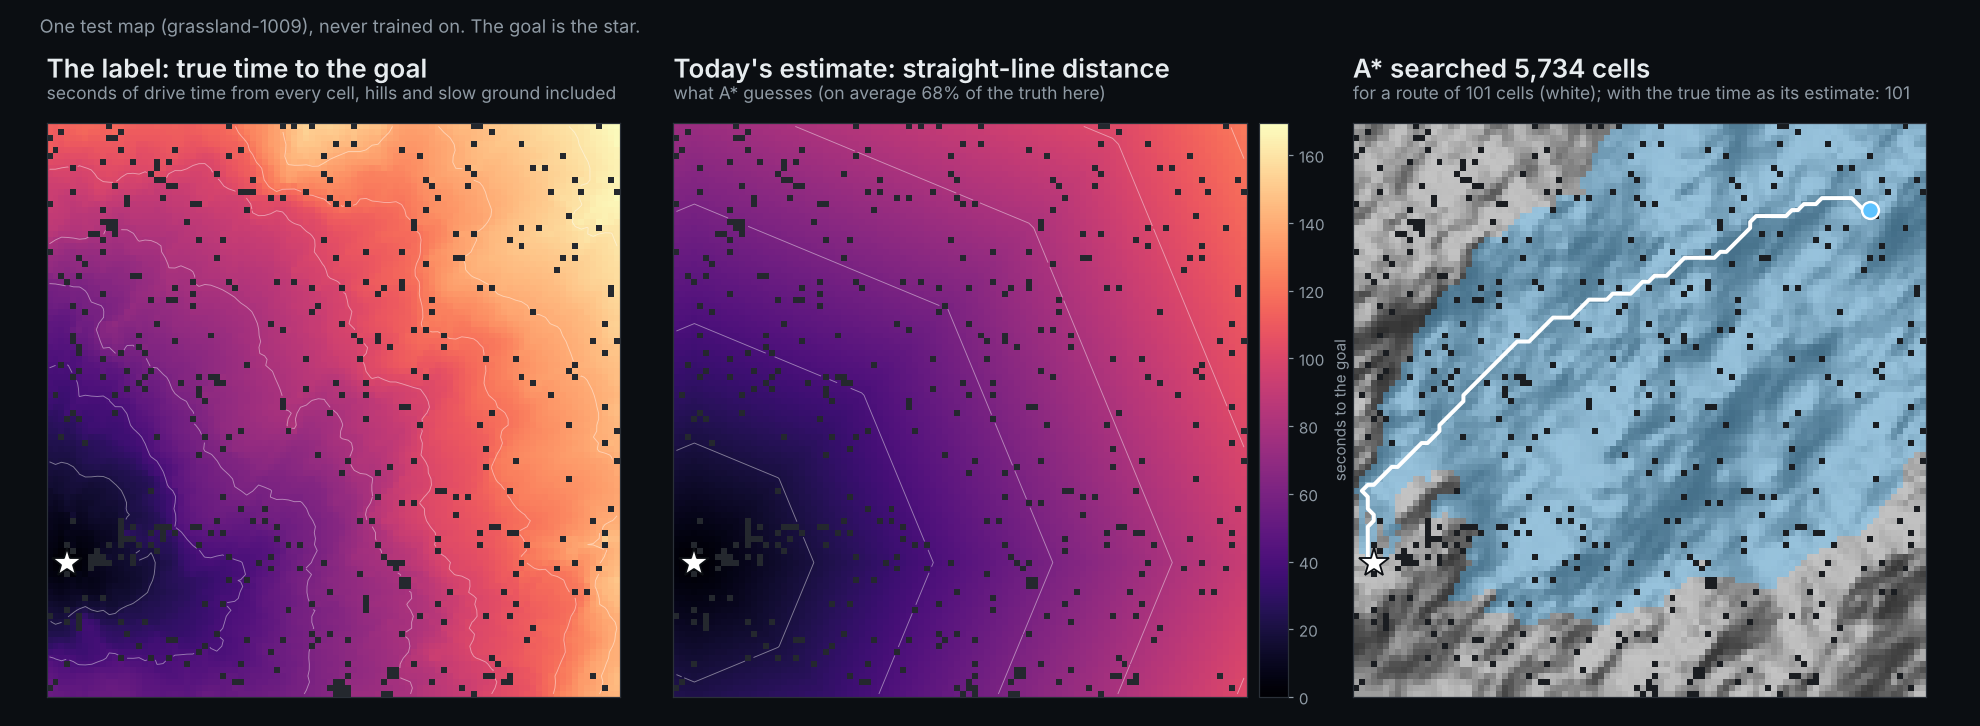 One test map (grassland-1009), never trained on. The goal is the star.
The label: true time to the goal
seconds of drive time from every cell, hills and slow ground included
Today's estimate: straight-line distance
what A* guesses (on average 68% of the truth here)
160
140
120
100
80
60
40
20
0
seconds to the goal
A* searched 5,734 cells
for a route of 101 cells (white); with the true time as its estimate: 101